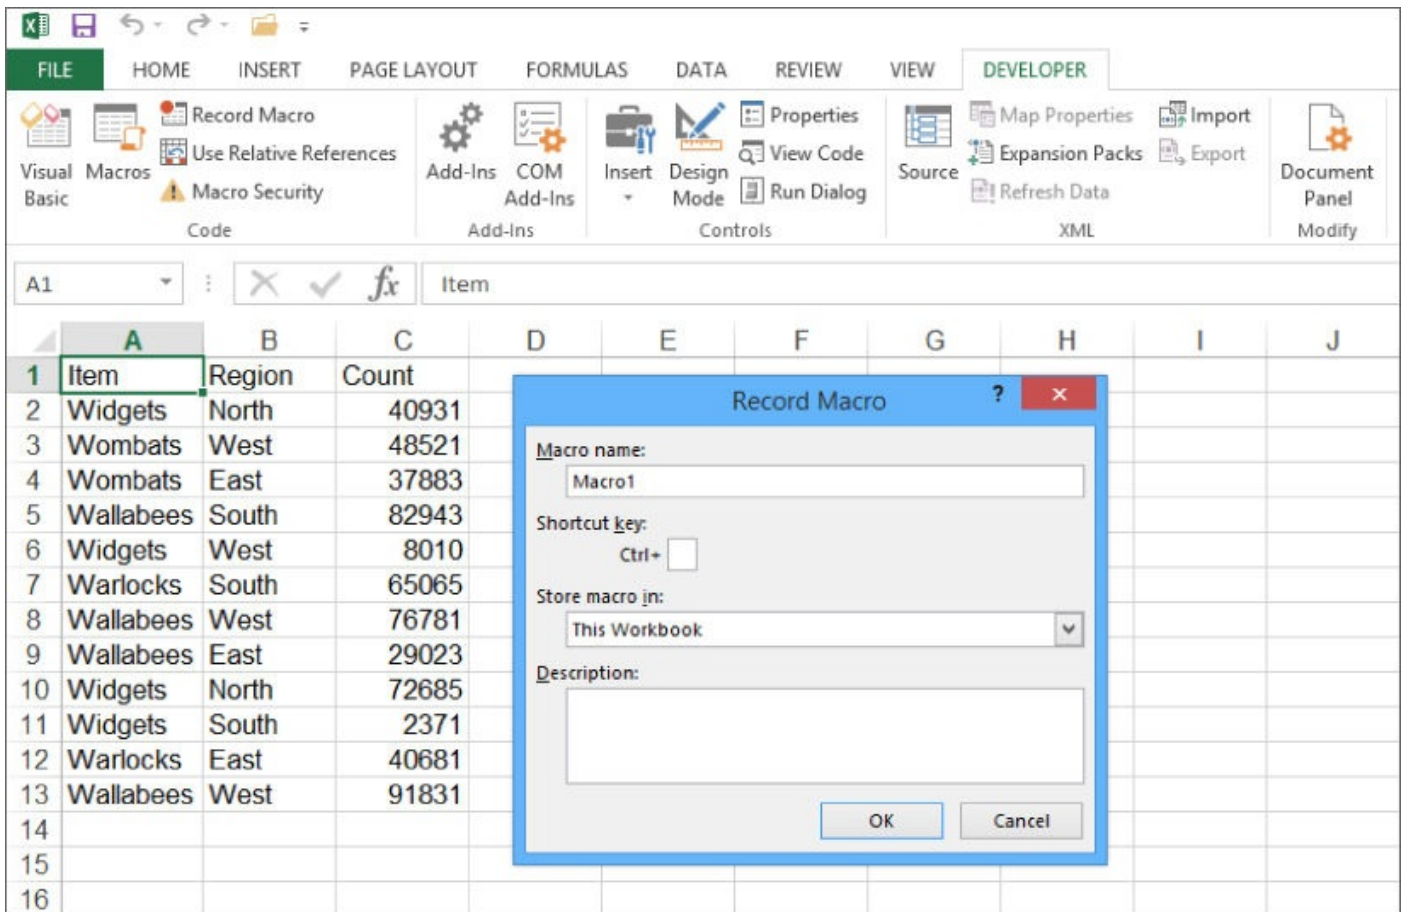 FILE HOME INSERT PAGE LAYOUT FORMULAS DATA REVIEW VIEW DEVELOPER
Visual Basic
Macros
Record Macro
Use Relative References
Macro Security
Code
Add-Ins
COM Add-Ins
Add-Ins
Insert
Design Mode
Properties
View Code
Run Dialog
Controls
Source
Map Properties
Expansion Packs
Refresh Data
Import
Export
XML
Document Panel
Modify
A1 fx Item
A B C D E F G H I J
1 Item Region Count
2 Widgets North 40931
3 Wombats West 48521
4 Wombats East 37883
5 Wallabees South 82943
6 Widgets West 8010
7 Warlocks South 65065
8 Wallabees West 76781
9 Wallabees East 29023
10 Widgets North 72685
11 Widgets South 2371
12 Warlocks East 40681
13 Wallabees West 91831
14
15
16
Record Macro ?
Macro name:
Macro1
Shortcut key:
Ctrl+
Store macro in:
This Workbook
Description:
OK Cancel